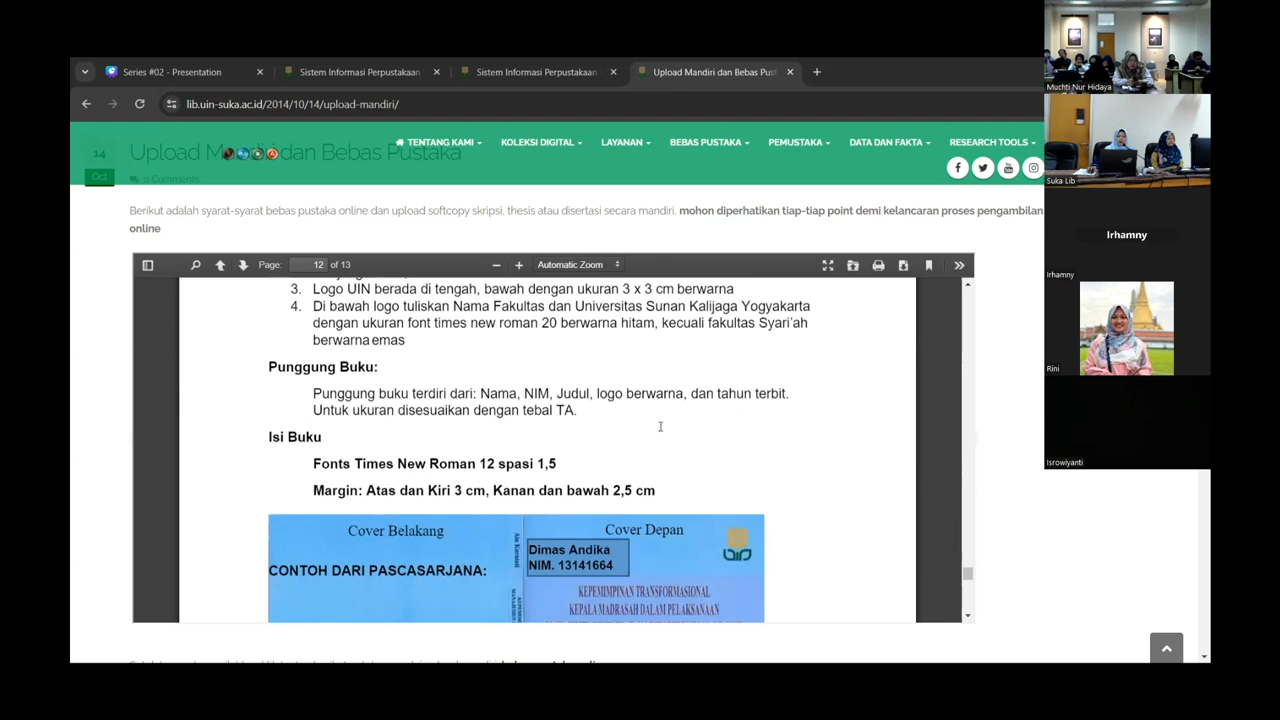 Series #02 - Presentation
Sistem Informasi Perpustakaan
Sistem Informasi Perpustakaan
Upload Mandiri dan Bebas Pust
lib.uin-suka.ac.id/2014/10/14/upload-mandiri/
TENTANG KAMI
KOLEKSI DIGITAL
LAYANAN
BEBAS PUSTAKA
PEMUSTAKA
DATA DAN FAKTA
RESEARCH TOOLS
14
Oct
Upload Mandiri dan Bebas Pustaka
0 Comments
Berikut adalah syarat-syarat bebas pustaka online dan upload softcopy skripsi, thesis atau disertasi secara mandiri, mohon diperhatikan tiap-tiap point demi kelancaran proses pengambilan
online
Page: 12 of 13
Automatic Zoom
3. Logo UIN berada di tengah, bawah dengan ukuran 3 x 3 cm berwarna
4. Di bawah logo tuliskan Nama Fakultas dan Universitas Sunan Kalijaga Yogyakarta
dengan ukuran font times new roman 20 berwarna hitam, kecuali fakultas Syari'ah
berwarna emas
Punggung Buku:
Punggung buku terdiri dari: Nama, NIM, Judul, logo berwarna, dan tahun terbit.
Untuk ukuran disesuaikan dengan tebal TA.
Isi Buku
Fonts Times New Roman 12 spasi 1,5
Margin: Atas dan Kiri 3 cm, Kanan dan bawah 2,5 cm
Cover Belakang
CONTOH DARI PASCASARJANA:
Cover Depan
Dimas Andika
NIM. 13141664
KEPEMIMPINAN TRANSFORMASIONAL
KEPALA MADRASAH DALAM PELAKSANAAN
Muchti Nur Hidaya
Suka Lib
Irhamny
Irhamny
Rini
Isrowiyanti